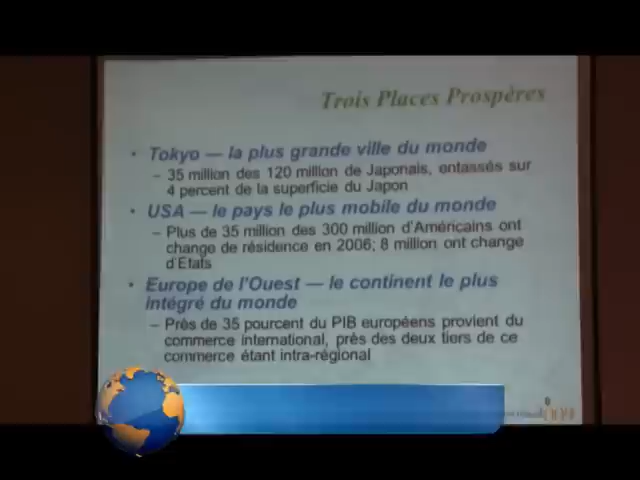 Trois Places Prospères
• Tokyo — la plus grande ville du monde
– 35 million des 120 million de Japonais, entassés sur
4 percent de la superficie du Japon
• USA — le pays le plus mobile du monde
– Plus de 35 million des 300 million d'Américains ont
change de résidence en 2006; 8 million ont change
d'Etats
• Europe de l'Ouest — le continent le plus
intégré du monde
– Près de 35 pourcent du PIB européens provient du
commerce international, près des deux tiers de ce
commerce étant intra-régional